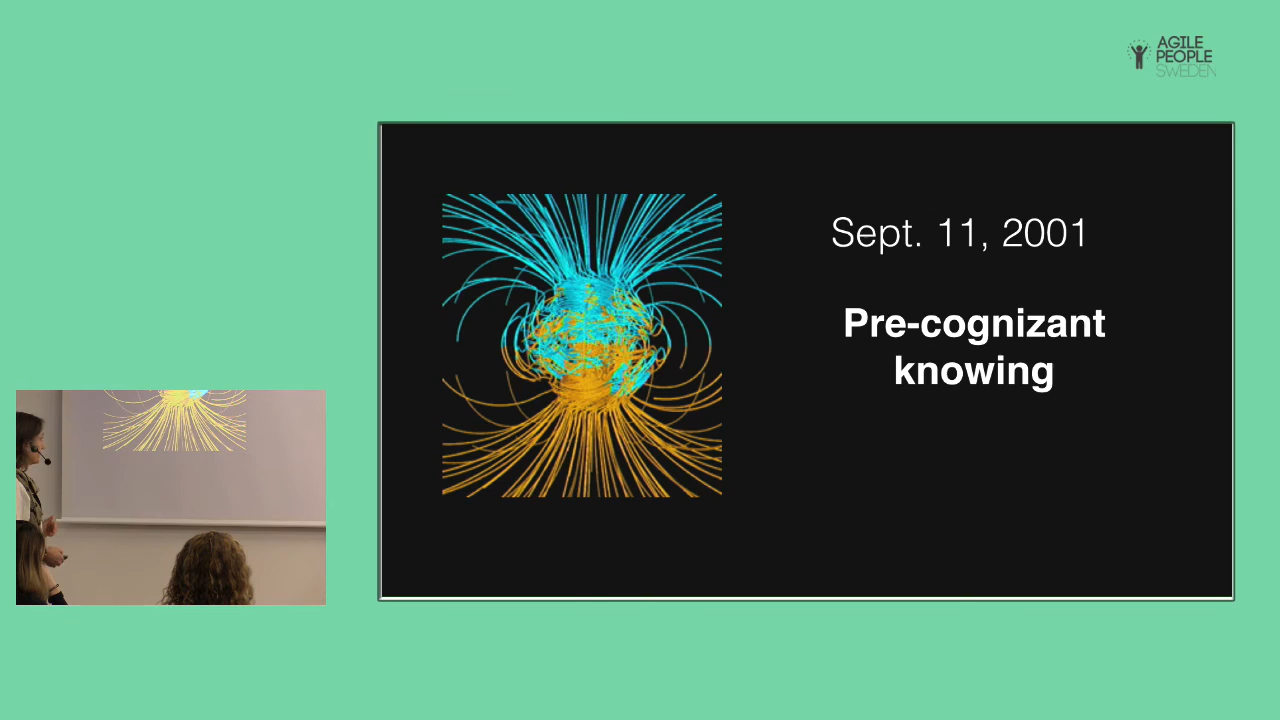 AGILE
PEOPLE
SWEDEN
Sept. 11, 2001
Pre-cognizant
knowing